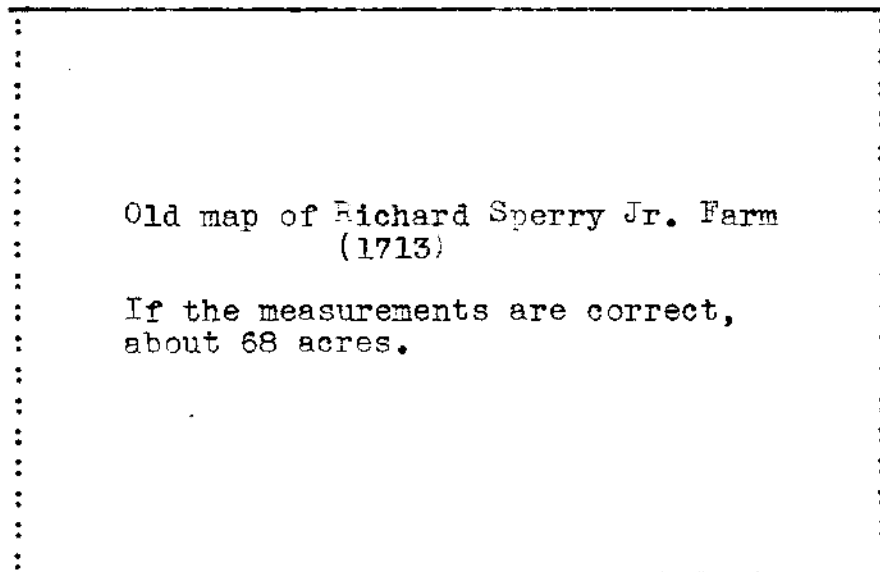 Old map of Richard Sperry Jr. Farm
(1713)
If the measurements are correct,
about 68 acres.